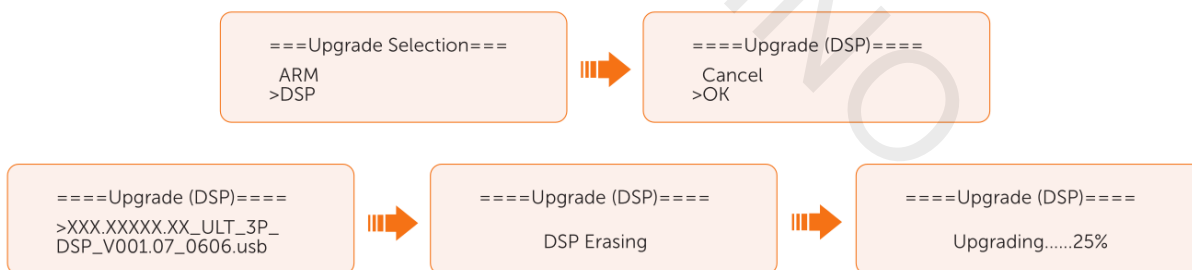 ===Upgrade Selection===
ARM
>DSP
====Upgrade (DSP)====
Cancel
>OK
====Upgrade (DSP)====
>XXX.XXXXX.XX_ULT_3P_
DSP_V001.07_0606.usb
====Upgrade (DSP)====
DSP Erasing
====Upgrade (DSP)====
Upgrading......25%